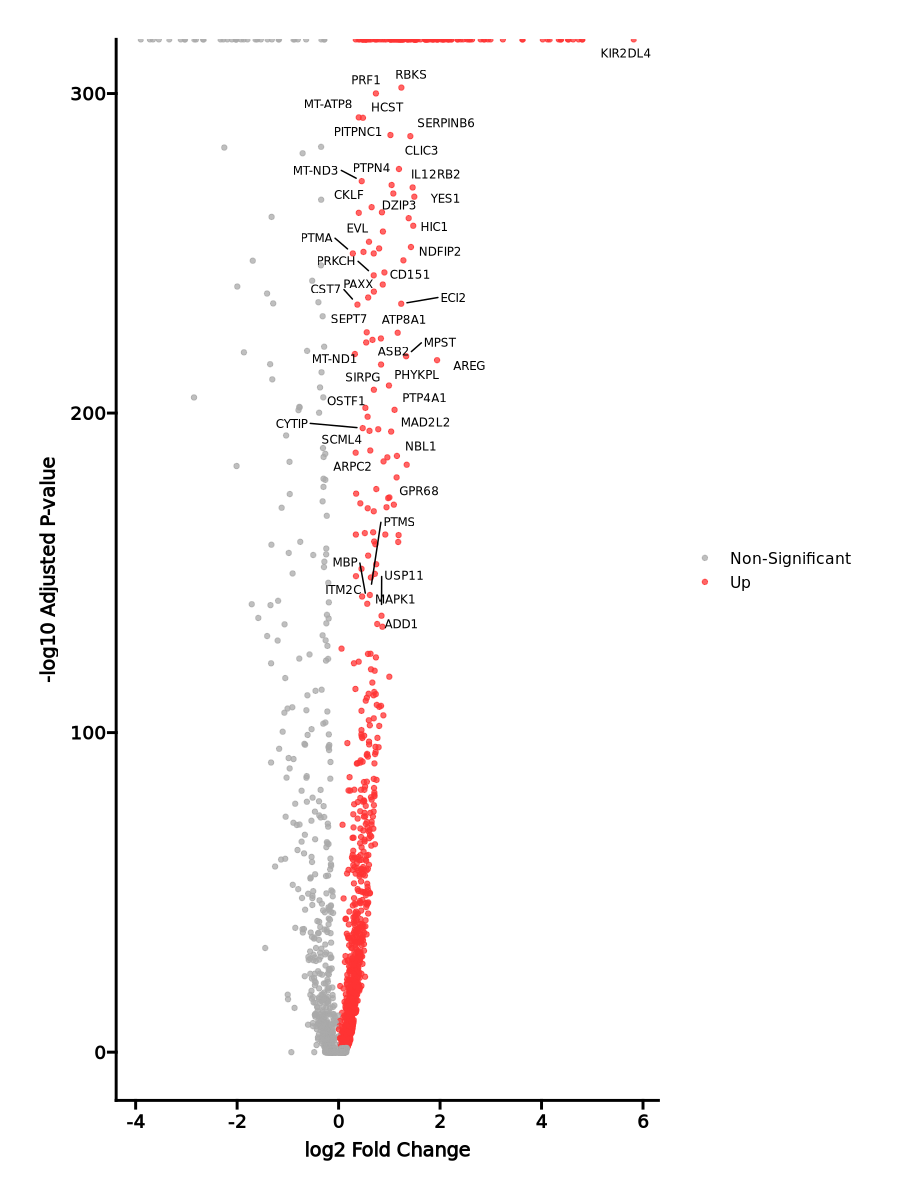 KIR2DL4
RBKS
PRF1
300
MT-ATP8
HCST
SERPINB6
PITPNC1
CLIC3
PTPN4
MT-ND3
IL12RB2
CKLF
YES1
DZIP3
EVL
HIC1
PTMA
NDFIP2
PRKCH
CD151
CST7
PAXX
ECI2
SEPT7
ATP8A1
MPST
ASB2
MT-ND1
AREG
SIRPG
PHYKPL
OSTF1
PTP4A1
200
CYTIP
MAD2L2
SCML4
NBL1
ARPC2
GPR68
PTMS
-log10 Adjusted P-value
Non-Significant
MBP
USP11
Up
ITM2C
MAPK1
ADD1
100
0
-4
-2
0
2
4
6
log2 Fold Change